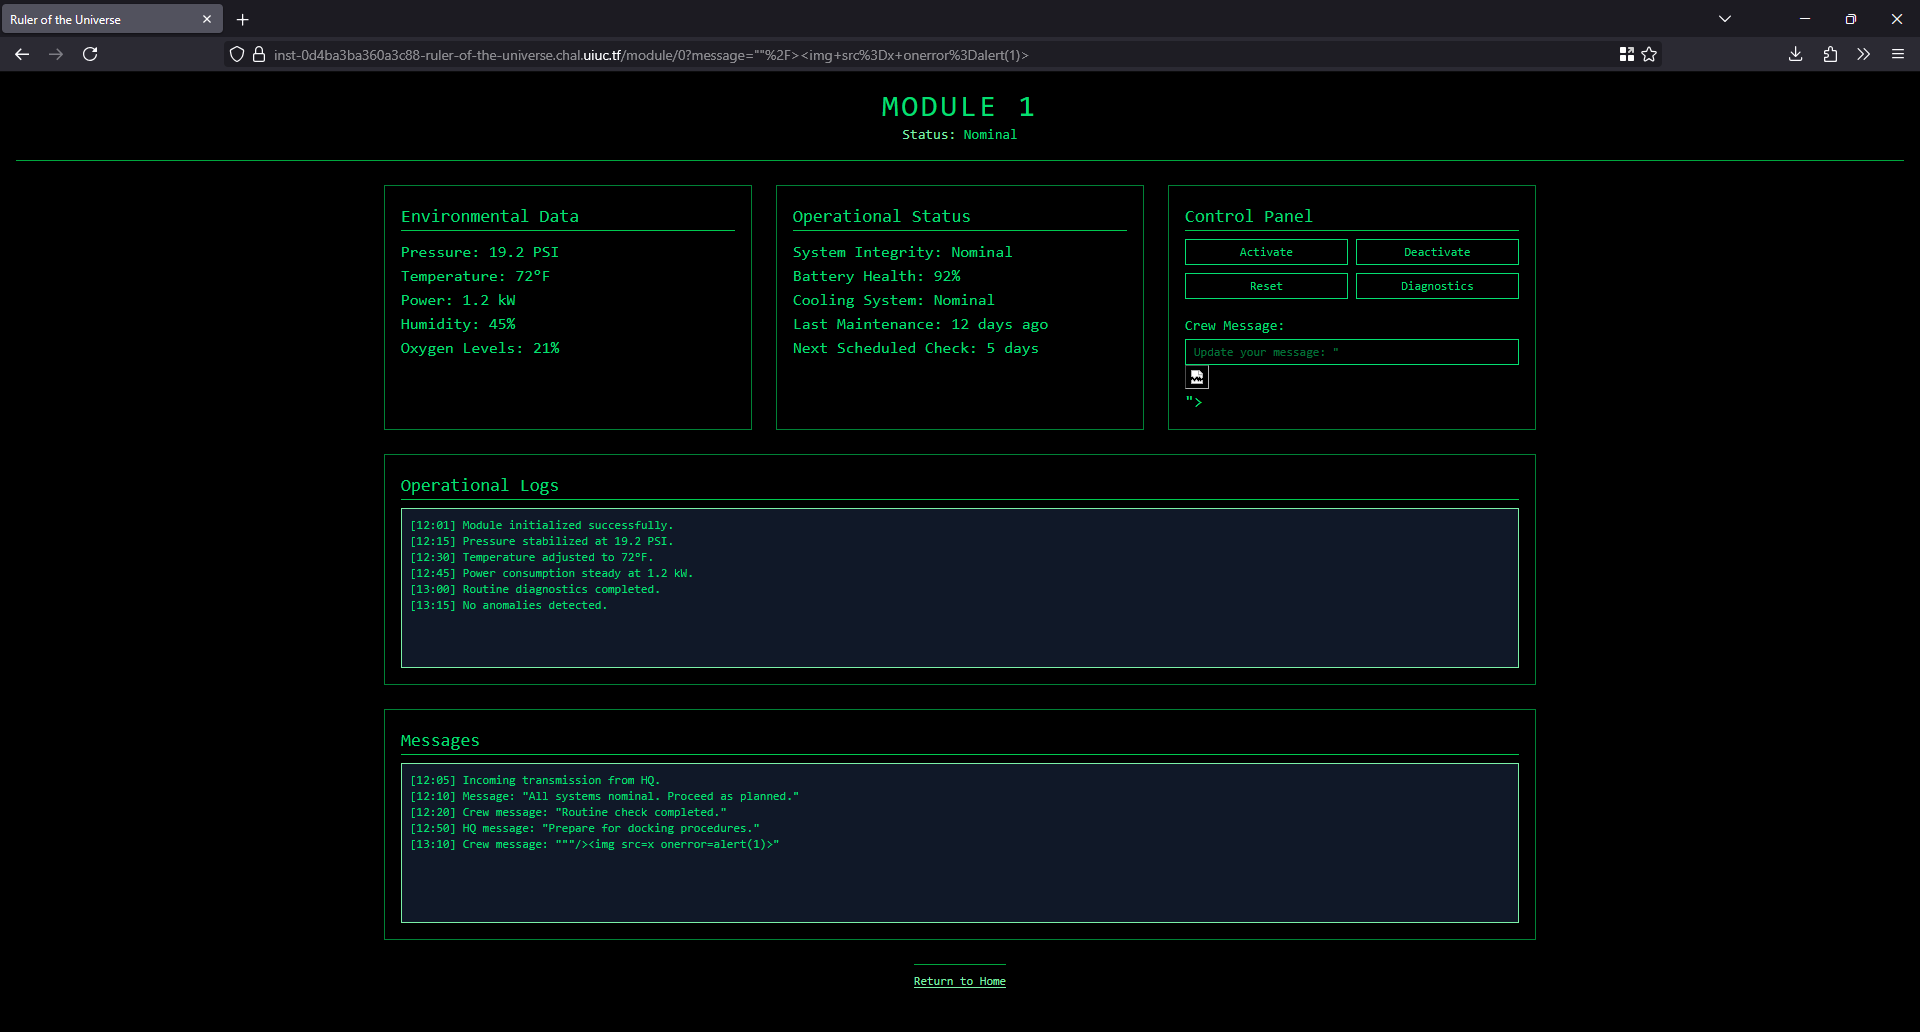 Ruler of the Universe
inst-0d4ba3ba360a3c88-ruler-of-the-universe.chal.uiuc.tf/module/0?message=""%2F><img+src%3Dx+onerror%3Dalert(1)>
MODULE 1
Status: Nominal
Environmental Data
Pressure: 19.2 PSI
Temperature: 72°F
Power: 1.2 kW
Humidity: 45%
Oxygen Levels: 21%
Operational Status
System Integrity: Nominal
Battery Health: 92%
Cooling System: Nominal
Last Maintenance: 12 days ago
Next Scheduled Check: 5 days
Control Panel
Activate
Deactivate
Reset
Diagnostics
Crew Message:
Update your message: "
">
Operational Logs
[12:01] Module initialized successfully.
[12:15] Pressure stabilized at 19.2 PSI.
[12:30] Temperature adjusted to 72°F.
[12:45] Power consumption steady at 1.2 kW.
[13:00] Routine diagnostics completed.
[13:15] No anomalies detected.
Messages
[12:05] Incoming transmission from HQ.
[12:10] Message: "All systems nominal. Proceed as planned."
[12:20] Crew message: "Routine check completed."
[12:50] HQ message: "Prepare for docking procedures."
[13:10] Crew message: """/><img src=x onerror=alert(1)>"
Return to Home